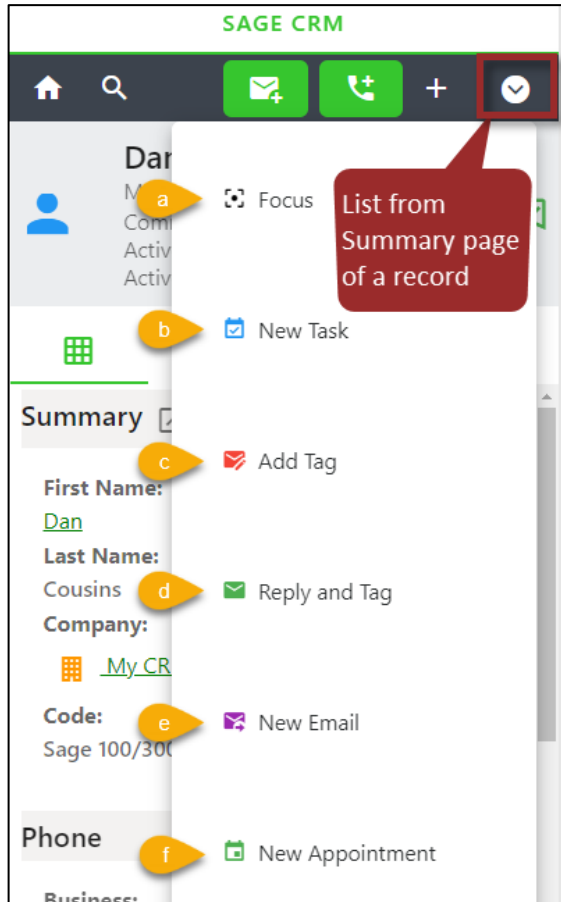 SAGE CRM
Dar
M
Com
Activ
Activ
a
Focus
List from
Summary page
of a record
b
New Task
Summary
c
Add Tag
First Name:
Dan
Last Name:
Cousins
d
Reply and Tag
Company:
My CR
Code:
e
New Email
Sage 100/300
Phone
f
New Appointment
Business: